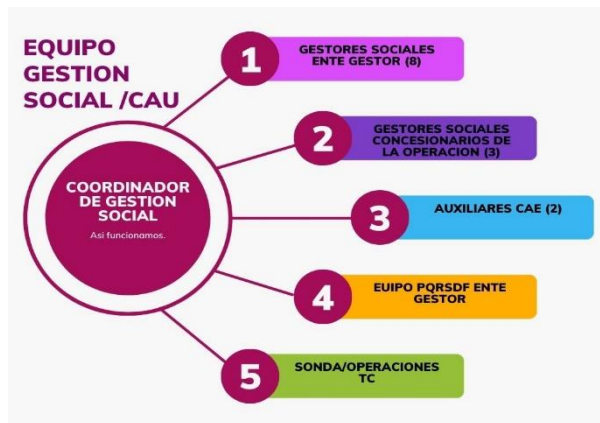 EQUIPO
GESTION
SOCIAL /CAU
COORDINADOR
DE GESTION
SOCIAL
Asi funcionamos.
1
GESTORES SOCIALES
ENTE GESTOR (8)
2
GESTORES SOCIALES
CONCESIONARIOS DE
LA OPERACION (3)
3
AUXILIARES CAE (2)
4
EUIPO PQRSDF ENTE
GESTOR
5
SONDA/OPERACIONES
TC